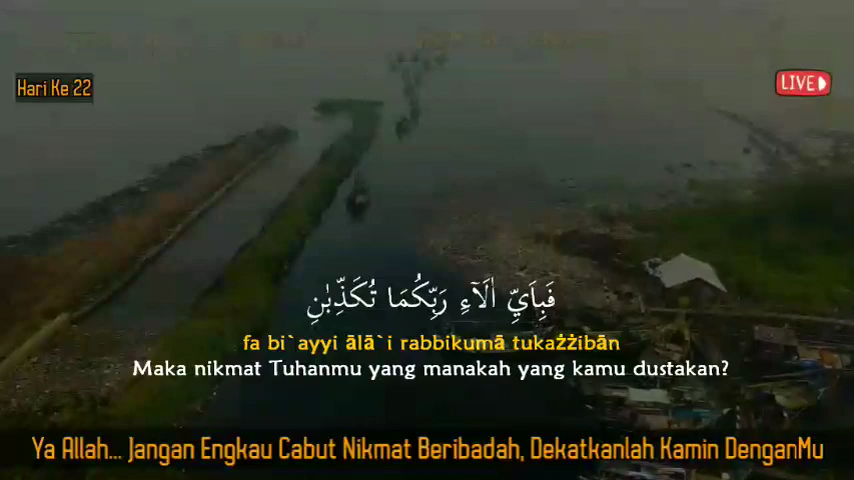 Hari Ke 22
LIVE
فَبِاَيِّ اٰلَاۤءِ رَبِّكُمَا تُكَذِّبٰنِ
fa bi`ayyi ālā`i rabbikumā tukażżibān
Maka nikmat Tuhanmu yang manakah yang kamu dustakan?
Ya Allah... Jangan Engkau Cabut Nikmat Beribadah, Dekatkanlah Kamin DenganMu